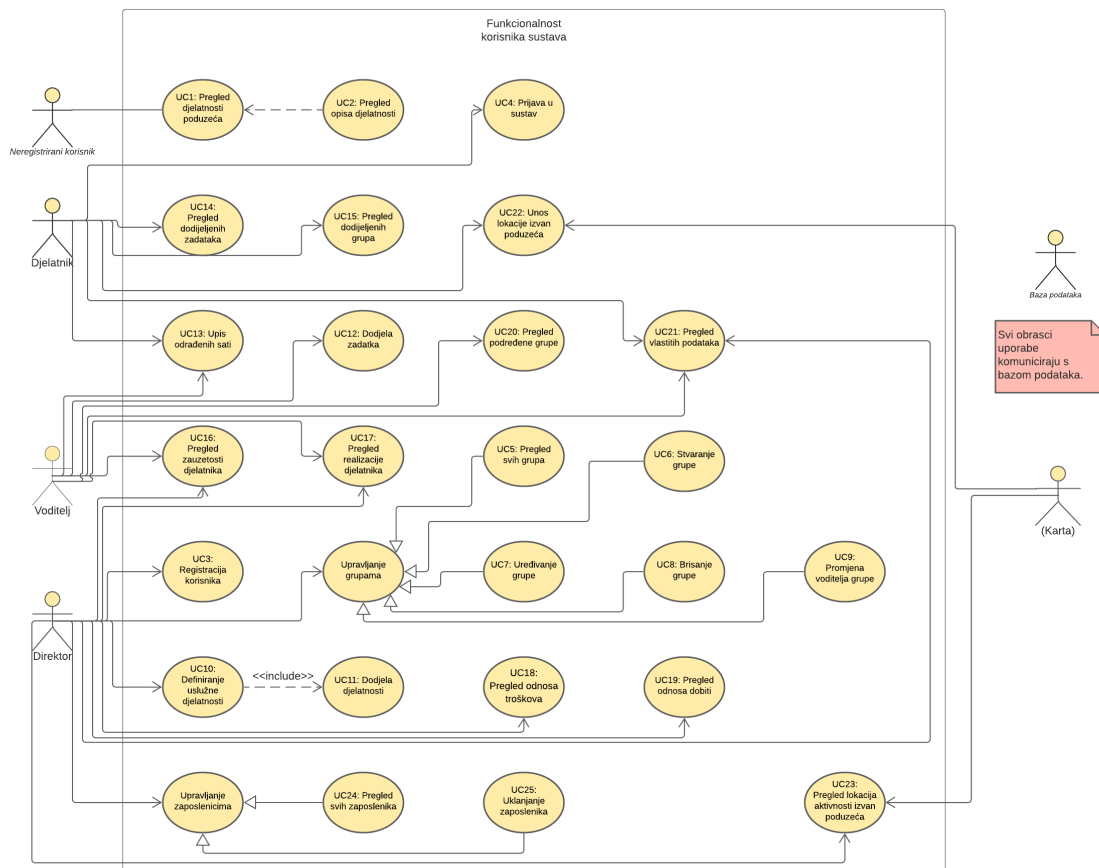 Funkcionalnost
korisnika sustava
UC1: Pregled
djelatnosti
poduzeća
UC2: Pregled
opisa djelatnosti
UC4: Prijava u
sustav
Neregistrirani korisnik
UC14:
Pregled
dodijeljenih
zadataka
UC15: Pregled
dodijeljenih
grupa
UC22: Unos
lokacije izvan
poduzeća
Djelatnik
Baza podataka
UC13: Upis
odrađenih sati
UC12: Dodjela
zadatka
UC20: Pregled
podređene grupe
UC21: Pregled
vlastitih podataka
Svi obrasci
uporabe
komuniciraju s
bazom podataka.
UC16:
Pregled
zauzetosti
djelatnika
UC17:
Pregled
realizacije
djelatnika
UC5: Pregled
svih grupa
UC6: Stvaranje
grupe
Voditelj
(Karta)
UC3:
Registracija
korisnika
Upravljanje
grupama
UC7: Uređivanje
grupe
UC8: Brisanje
grupe
UC9:
Promjena
voditelja grupe
Direktor
UC10:
Definiranje
uslužne
djelatnosti
<<include>>
UC11: Dodjela
djelatnosti
UC18:
Pregled odnosa
troškova
UC19: Pregled
odnosa dobiti
Upravljanje
zaposlenicima
UC24: Pregled
svih zaposlenika
UC25:
Uklanjanje
zaposlenika
UC23:
Pregled lokacija
aktivnosti izvan
poduzeća